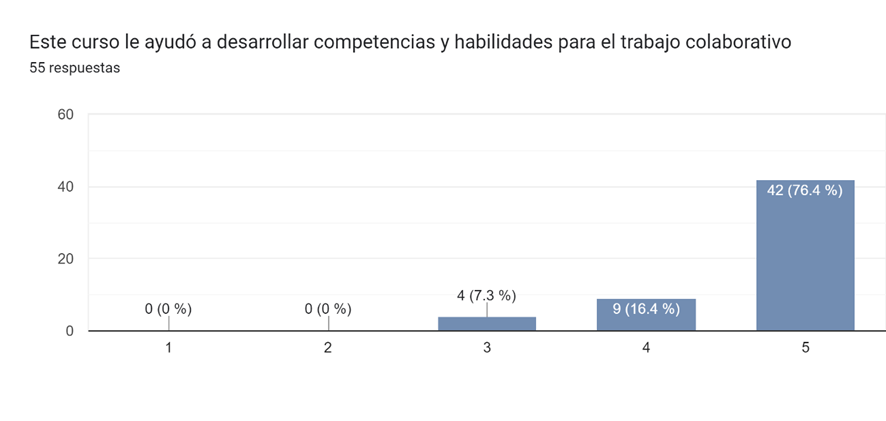 Este curso le ayudó a desarrollar competencias y habilidades para el trabajo colaborativo
55 respuestas
60
40
20
0
0 (0 %)
0 (0 %)
4 (7.3 %)
9 (16.4 %)
42 (76.4 %)
1
2
3
4
5